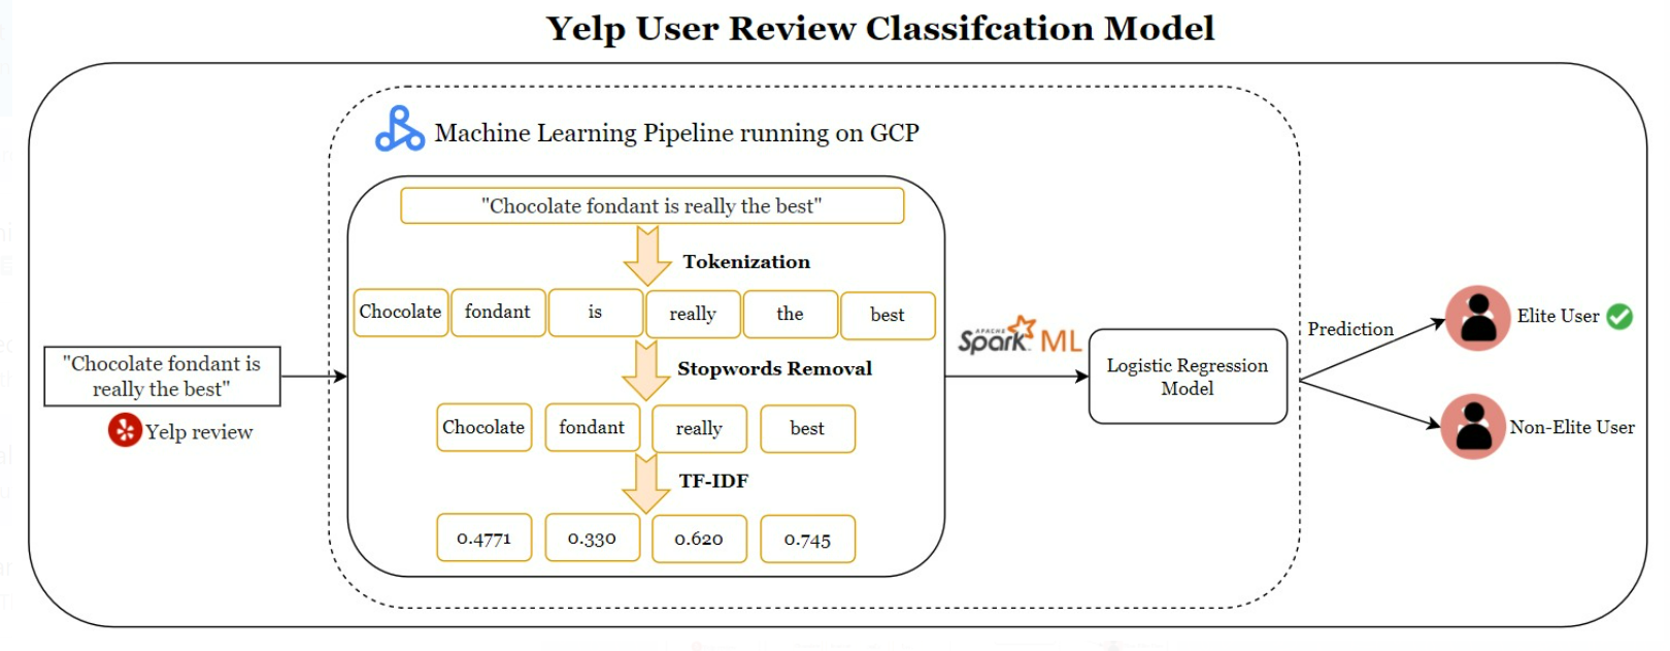 Yelp User Review Classifcation Model
Machine Learning Pipeline running on GCP
"Chocolate fondant is really the best"
Tokenization
Chocolate fondant is really the best
Stopwords Removal
Chocolate fondant really best
TF-IDF
0.4771 0.330 0.620 0.745
"Chocolate fondant is
really the best"
Yelp review
APACHE
Spark ML
Logistic Regression
Model
Prediction
Elite User
Non-Elite User